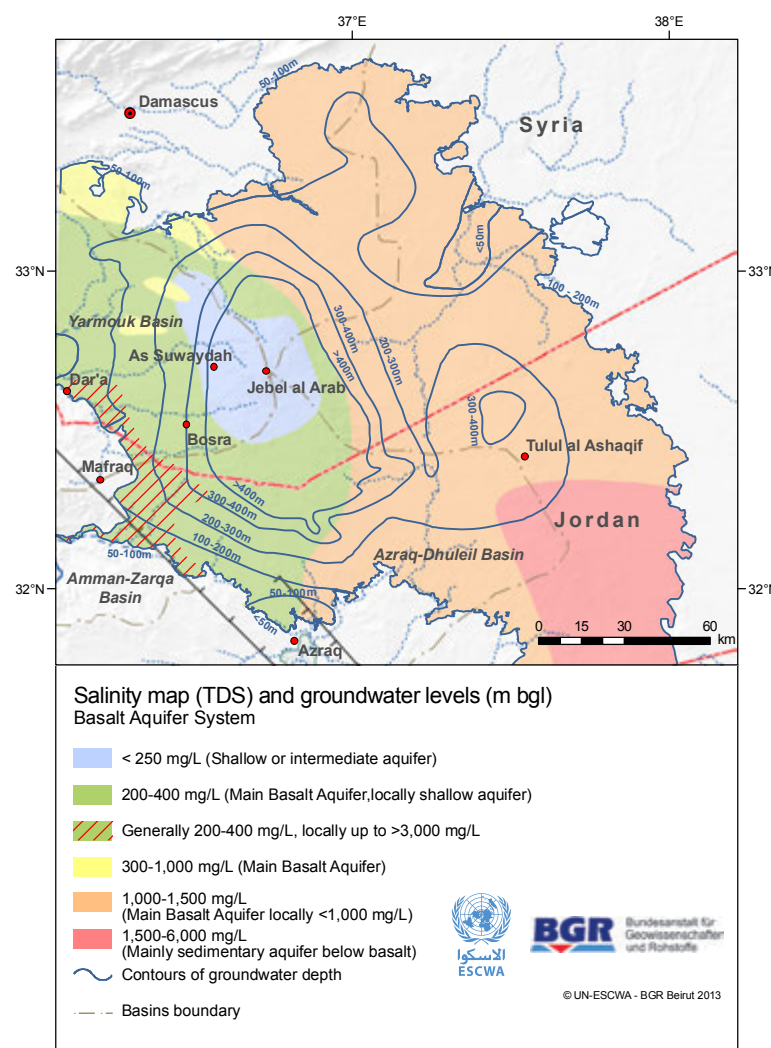 37°E
38°E
50-100m
Damascus
Syria
50-100m
<50m
33°N
33°N
100 - 200m
Yarmouk Basin
300-400m
200-300m
>400m
As Suwaydah
Jebel al Arab
Dar'a
300-400m
Bosra
Tulul al Ashaqif
Mafraq
>400m
300-400m
200-300m
Jordan
100-200m
50-100m
Azraq-Dhuleil Basin
32°N
32°N
Amman-Zarqa
Basin
50-100m
<50m
Azraq
0 15 30 60
km
Salinity map (TDS) and groundwater levels (m bgl)
Basalt Aquifer System
< 250 mg/L (Shallow or intermediate aquifer)
200-400 mg/L (Main Basalt Aquifer,locally shallow aquifer)
Generally 200-400 mg/L, locally up to >3,000 mg/L
300-1,000 mg/L (Main Basalt Aquifer)
1,000-1,500 mg/L
(Main Basalt Aquifer locally <1,000 mg/L)
1,500-6,000 mg/L
(Mainly sedimentary aquifer below basalt)
Contours of groundwater depth
Basins boundary
الاسكوا
ESCWA
BGR
Bundesanstalt für
Geowissenschaften
und Rohstoffe
© UN-ESCWA - BGR Beirut 2013